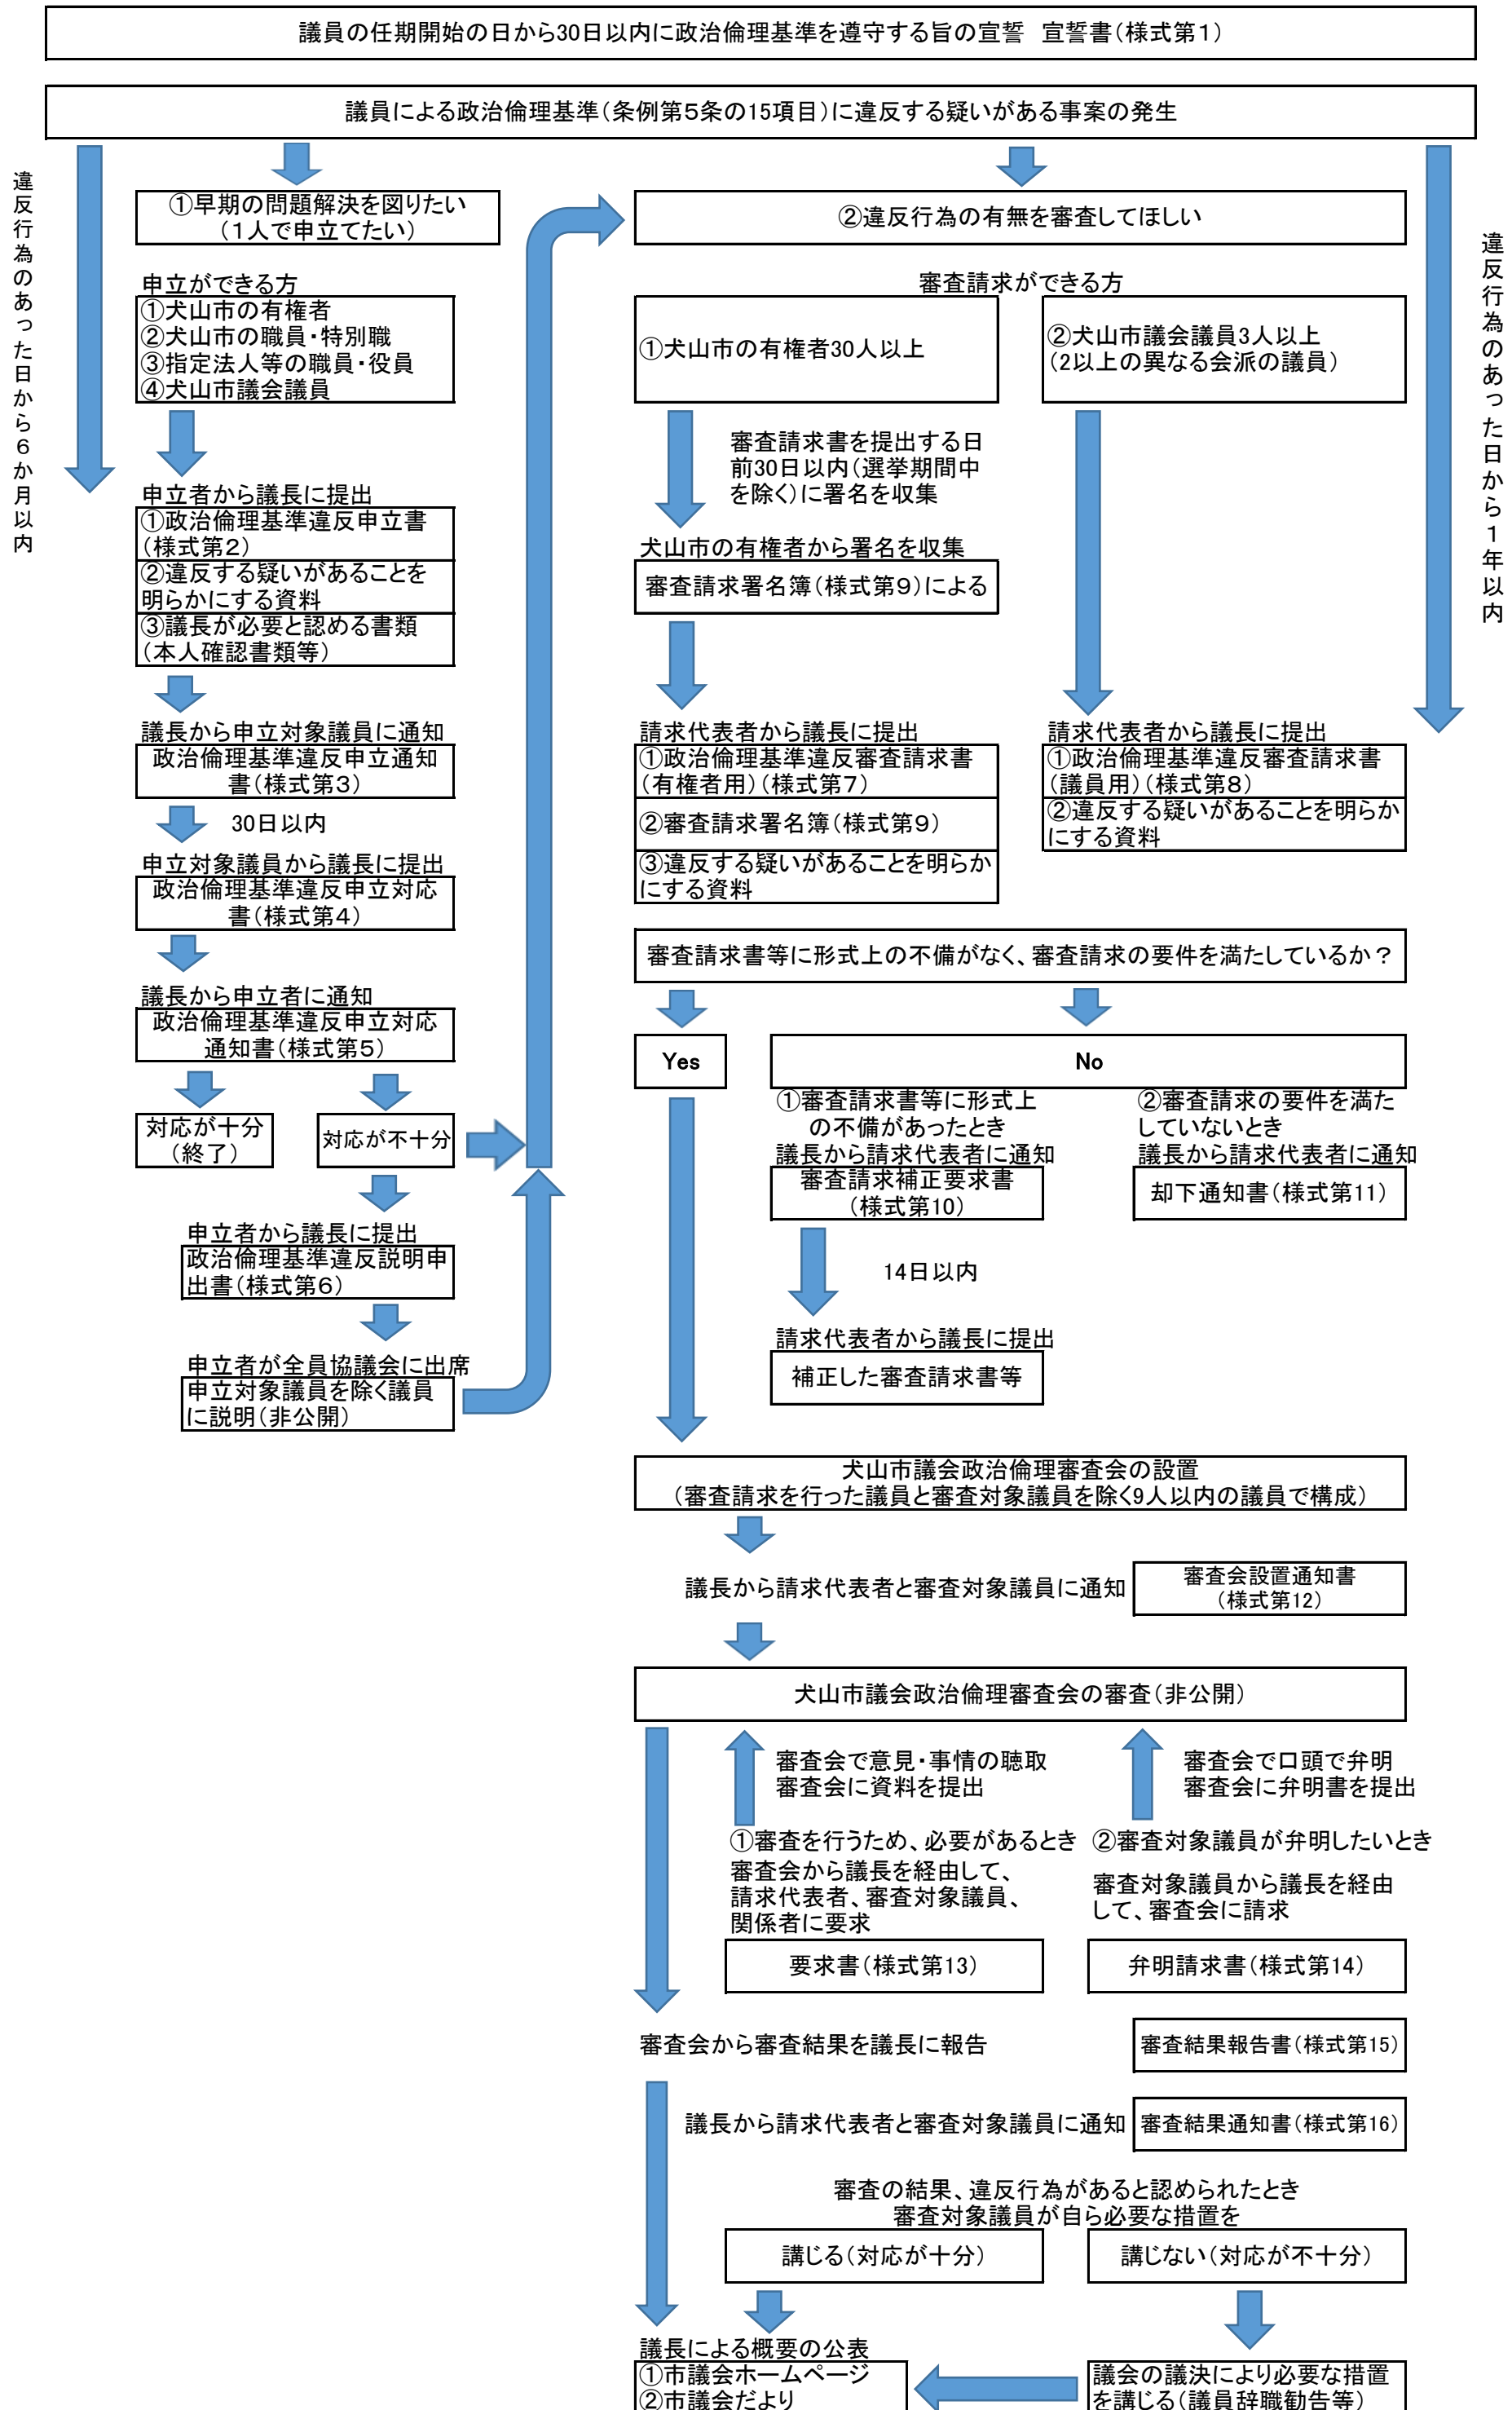 議員の任期開始の日から30日以内に政治倫理基準を遵守する旨の宣誓　宣誓書（様式第１）
議員による政治倫理基準（条例第５条の15項目）に違反する疑いがある事案の発生
違反行為のあった日から６か月以内
①早期の問題解決を図りたい
（１人で申立てたい）
申立ができる方
①犬山市の有権者
②犬山市の職員・特別職
③指定法人等の職員・役員
④犬山市議会議員
申立者から議長に提出
①政治倫理基準違反申立書
（様式第２）
②違反する疑いがあることを
明らかにする資料
③議長が必要と認める書類
（本人確認書類等）
議長から申立対象議員に通知
政治倫理基準違反申立通知
書（様式第３）
30日以内
申立対象議員から議長に提出
政治倫理基準違反申立対応
書（様式第４）
議長から申立者に通知
政治倫理基準違反申立対応
通知書（様式第５）
対応が十分
（終了）
対応が不十分
申立者から議長に提出
政治倫理基準違反説明申
出書（様式第６）
申立者が全員協議会に出席
申立対象議員を除く議員
に説明（非公開）
②違反行為の有無を審査してほしい
違反行為のあった日から１年以内
審査請求ができる方
①犬山市の有権者30人以上
②犬山市議会議員3人以上
（2以上の異なる会派の議員）
審査請求書を提出する日
前30日以内（選挙期間中
を除く）に署名を収集
犬山市の有権者から署名を収集
審査請求署名簿（様式第９）による
請求代表者から議長に提出
①政治倫理基準違反審査請求書
（有権者用）（様式第７）
②審査請求署名簿（様式第９）
③違反する疑いがあることを明らか
にする資料
請求代表者から議長に提出
①政治倫理基準違反審査請求書
（議員用）（様式第８）
②違反する疑いがあることを明らか
にする資料
審査請求書等に形式上の不備がなく、審査請求の要件を満たしているか？
Yes
No
①審査請求書等に形式上
の不備があったとき
議長から請求代表者に通知
審査請求補正要求書
（様式第10）
②審査請求の要件を満た
していないとき
議長から請求代表者に通知
却下通知書（様式第11）
14日以内
請求代表者から議長に提出
補正した審査請求書等
犬山市議会政治倫理審査会の設置
（審査請求を行った議員と審査対象議員を除く9人以内の議員で構成）
議長から請求代表者と審査対象議員に通知
審査会設置通知書
（様式第12）
犬山市議会政治倫理審査会の審査（非公開）
審査会で意見・事情の聴取
審査会に資料を提出
審査会で口頭で弁明
審査会に弁明書を提出
①審査を行うため、必要があるとき
審査会から議長を経由して、
請求代表者、審査対象議員、
関係者に要求
②審査対象議員が弁明したいとき
審査対象議員から議長を経由
して、審査会に請求
要求書（様式第13）
弁明請求書（様式第14）
審査会から審査結果を議長に報告
審査結果報告書（様式第15）
議長から請求代表者と審査対象議員に通知
審査結果通知書（様式第16）
審査の結果、違反行為があると認められたとき
審査対象議員が自ら必要な措置を
講じる（対応が十分）
講じない（対応が不十分）
議長による概要の公表
①市議会ホームページ
②市議会だより
議会の議決により必要な措置
を講じる（議員辞職勧告等）